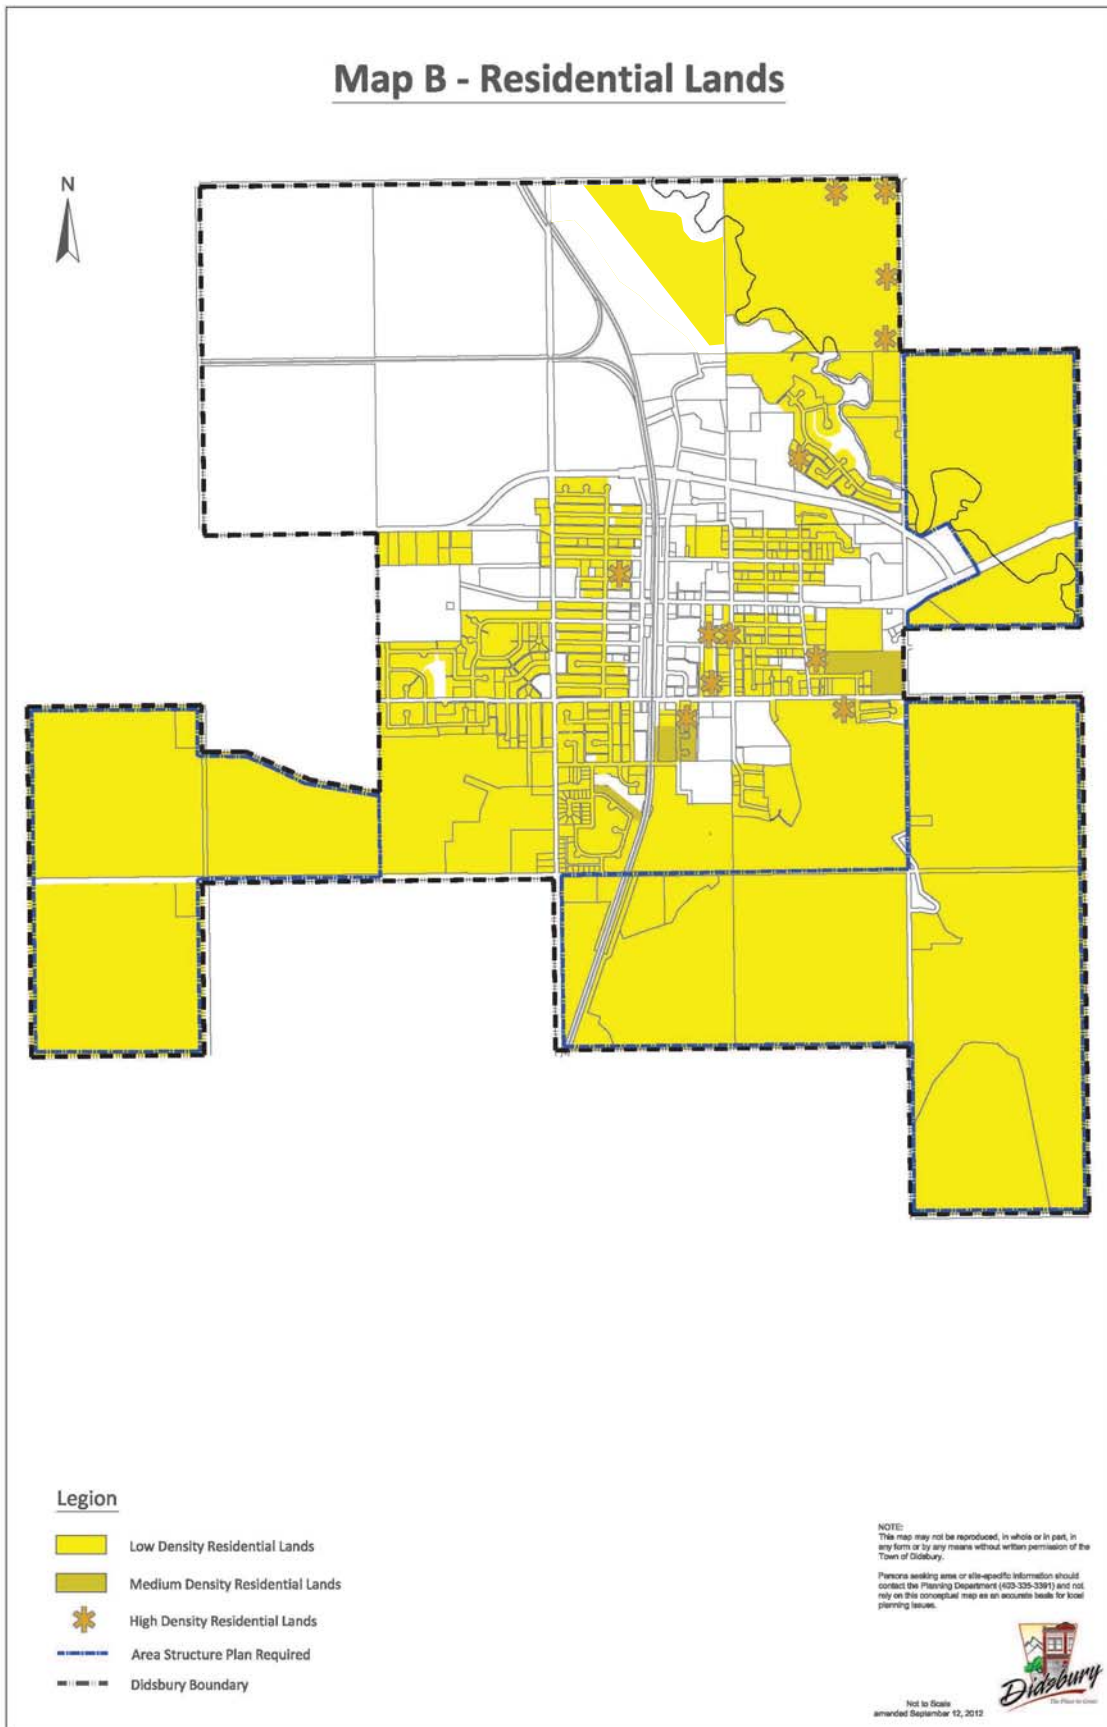 Map B - Residential Lands
N
Legion
Low Density Residential Lands
Medium Density Residential Lands
High Density Residential Lands
Area Structure Plan Required
Didsbury Boundary
NOTE:
This map may not be reproduced, in whole or in part, in
any form or by any means without written permission of the
Town of Didsbury.
Persons seeking area or site-specific information should
contact the Planning Department (403-335-3391) and not
rely on this conceptual map as an accurate basis for local
planning issues.
Didsbury
The Place to Grow
Not to Scale
amended September 12, 2012